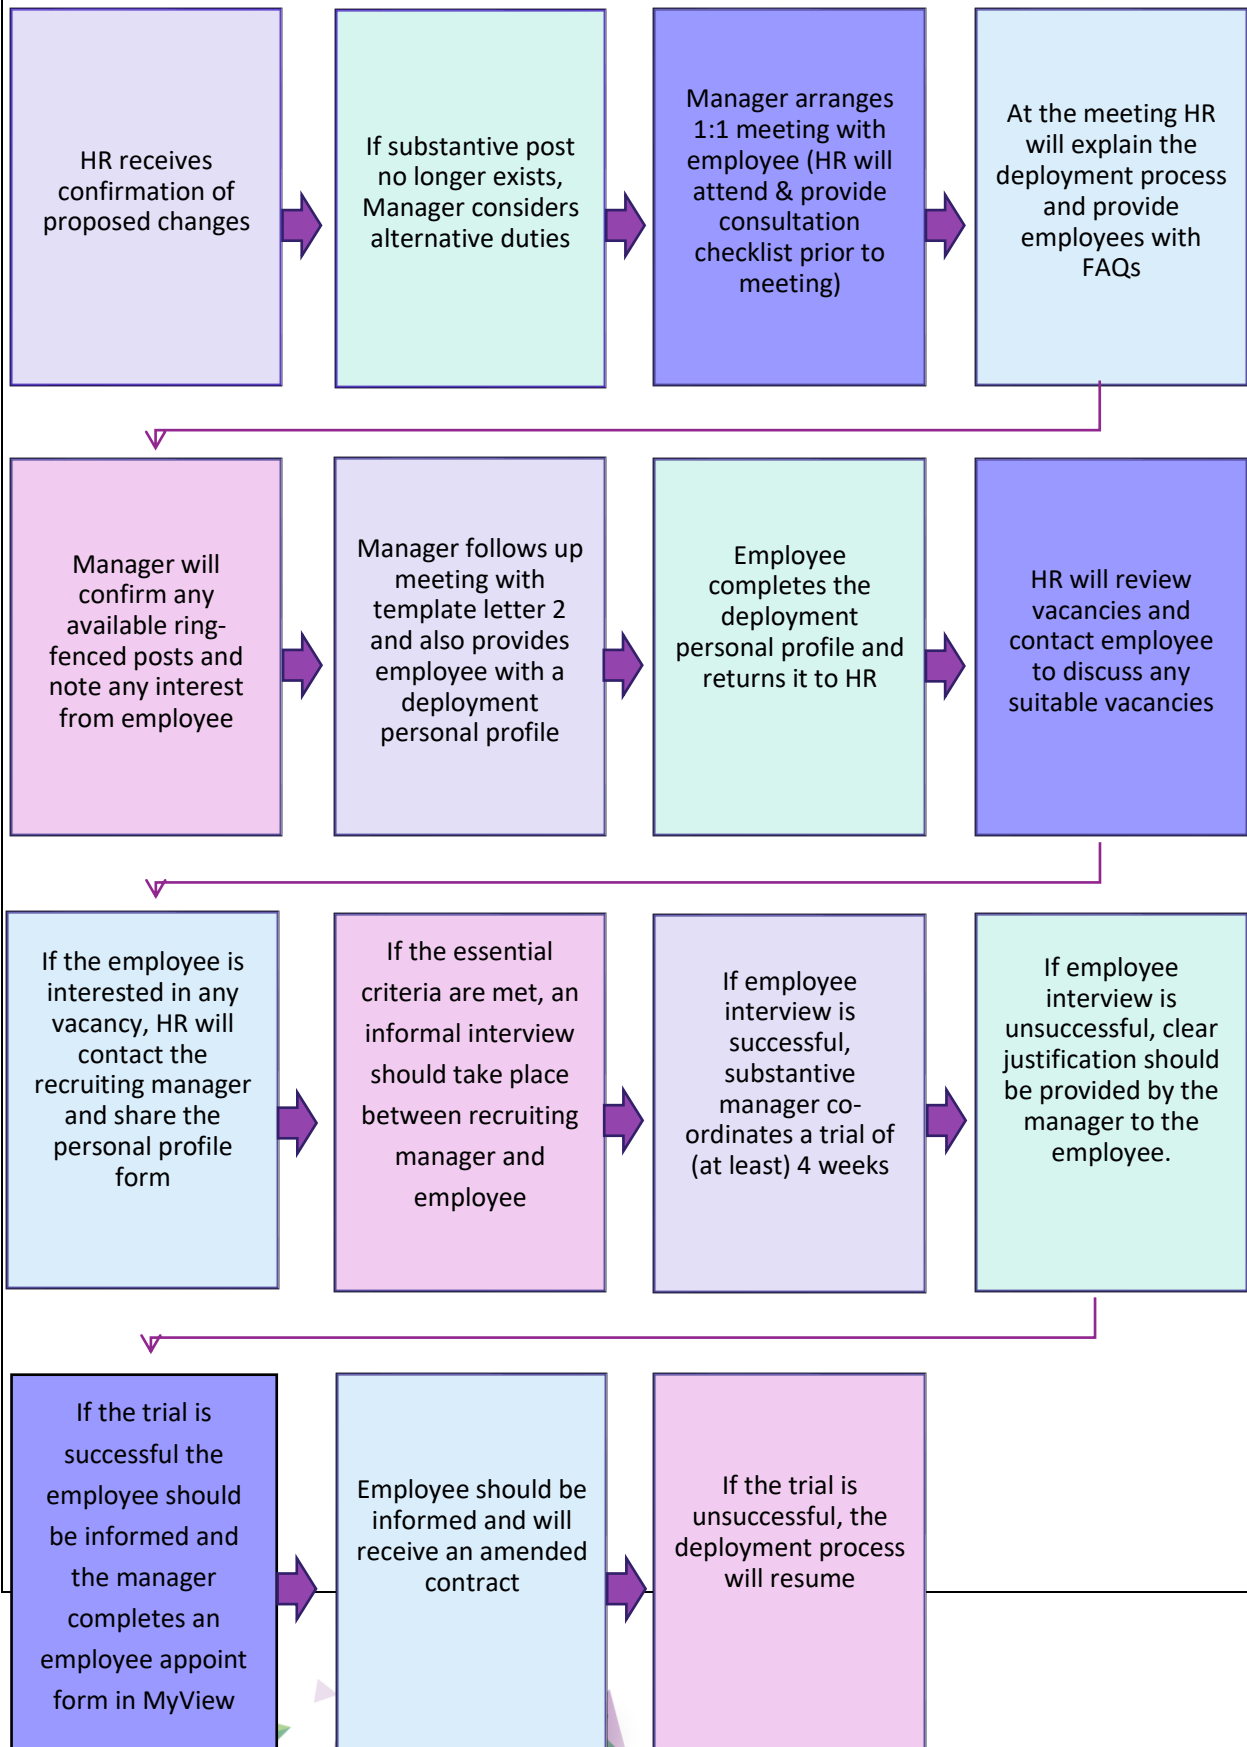 HR receives
confirmation of
proposed changes
If substantive post
no longer exists,
Manager considers
alternative duties
Manager arranges
1:1 meeting with
employee (HR will
attend & provide
consultation
checklist prior to
meeting)
At the meeting HR
will explain the
deployment process
and provide
employees with
FAQs
Manager will
confirm any
available ring-
fenced posts and
note any interest
from employee
Manager follows up
meeting with
template letter 2
and also provides
employee with a
deployment
personal profile
Employee
completes the
deployment
personal profile and
returns it to HR
HR will review
vacancies and
contact employee
to discuss any
suitable vacancies
If the employee is
interested in any
vacancy, HR will
contact the
recruiting manager
and share the
personal profile
form
If the essential
criteria are met, an
informal interview
should take place
between recruiting
manager and
employee
If employee
interview is
successful,
substantive
manager co-
ordinates a trial of
(at least) 4 weeks
If employee
interview is
unsuccessful, clear
justification should
be provided by the
manager to the
employee.
If the trial is
successful the
employee should
be informed and
the manager
completes an
employee appoint
form in MyView
Employee should be
informed and will
receive an amended
contract
If the trial is
unsuccessful, the
deployment process
will resume